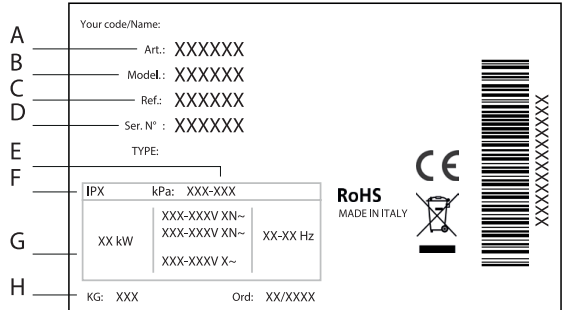 Your code/Name:
A Art.: XXXXXX
B Model.: XXXXXX
C Ref.: XXXXXX
D Ser. N° : XXXXXX
E TYPE:
F IPX kPa: XXX-XXX
XXX-XXXV XN~
XX kW XXX-XXXV XN~ XX-XX Hz
G XXX-XXXV X~
H KG: XXX Ord: XX/XXXX
RoHS
MADE IN ITALY
CE
XXXXXXXXXXXXX